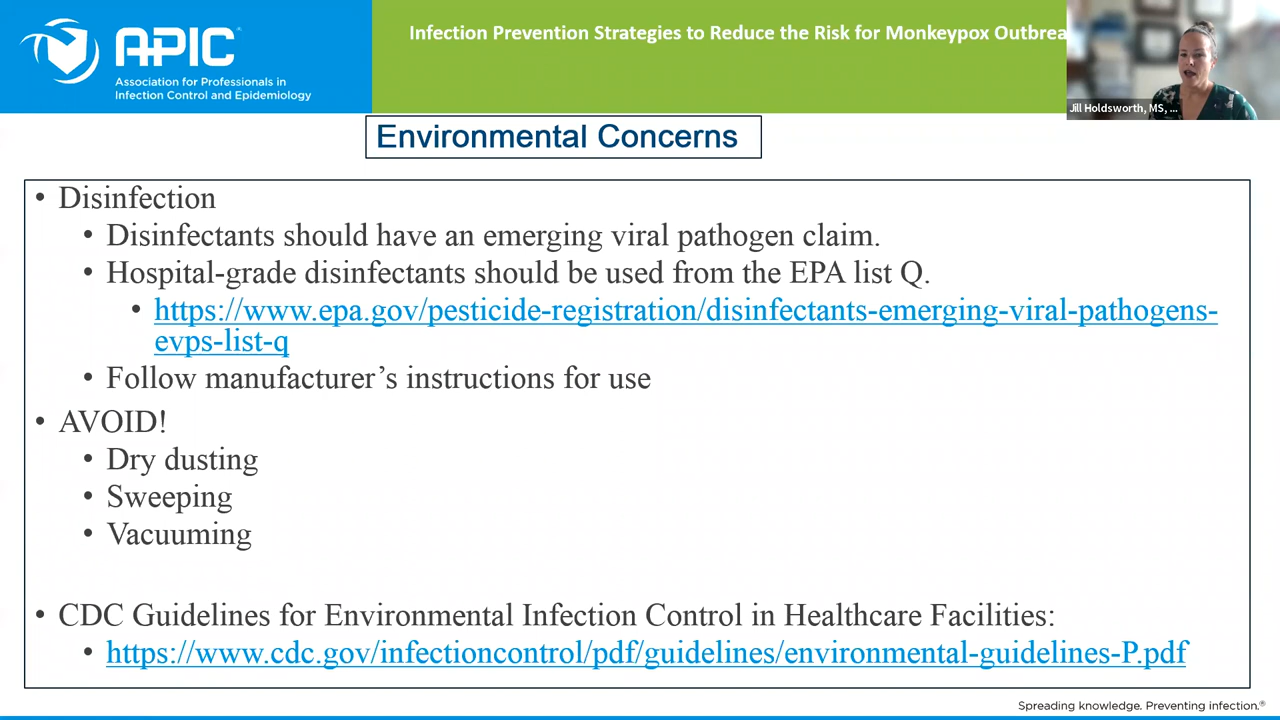 APIC®
Association for Professionals in
Infection Control and Epidemiology
Infection Prevention Strategies to Reduce the Risk for Monkeypox Outbrea
Jill Holdsworth, MS, ...
Environmental Concerns
• Disinfection
• Disinfectants should have an emerging viral pathogen claim.
• Hospital-grade disinfectants should be used from the EPA list Q.
• https://www.epa.gov/pesticide-registration/disinfectants-emerging-viral-pathogens-
evps-list-q
• Follow manufacturer’s instructions for use
• AVOID!
• Dry dusting
• Sweeping
• Vacuuming
• CDC Guidelines for Environmental Infection Control in Healthcare Facilities:
• https://www.cdc.gov/infectioncontrol/pdf/guidelines/environmental-guidelines-P.pdf
Spreading knowledge. Preventing infection.®